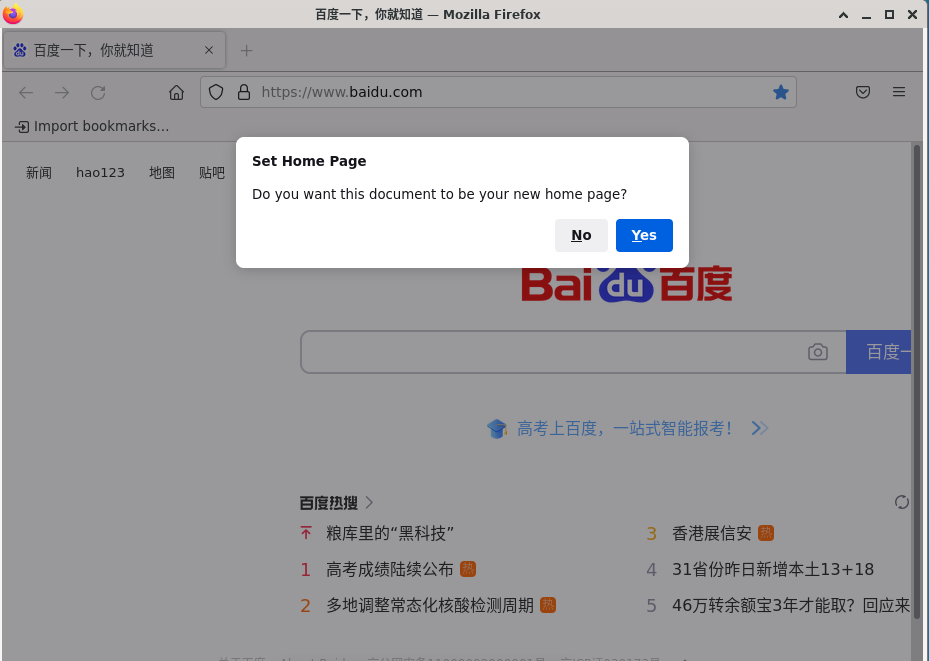 百度一下，你就知道 — Mozilla Firefox
百度一下，你就知道
https://www.baidu.com
Import bookmarks…
新闻 hao123 地图 贴吧
Set Home Page
Do you want this document to be your new home page?
No Yes
Bai du 百度
百度一
高考上百度，一站式智能报考！
百度热搜
粮库里的“黑科技”
3 香港展信安 热
1 高考成绩陆续公布 热
4 31省份昨日新增本土13+18
2 多地调整常态化核酸检测周期 热
5 46万转余额宝3年才能取？回应来